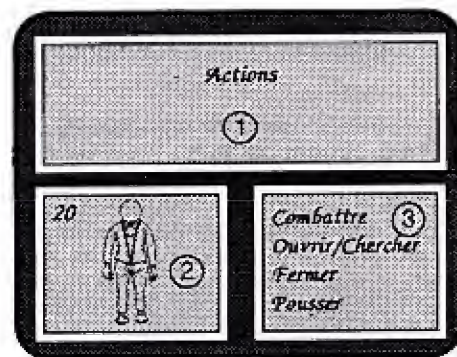 Actions
1
20
2
Combattre 3
Ouvrir/Chercher
Fermer
Pousser